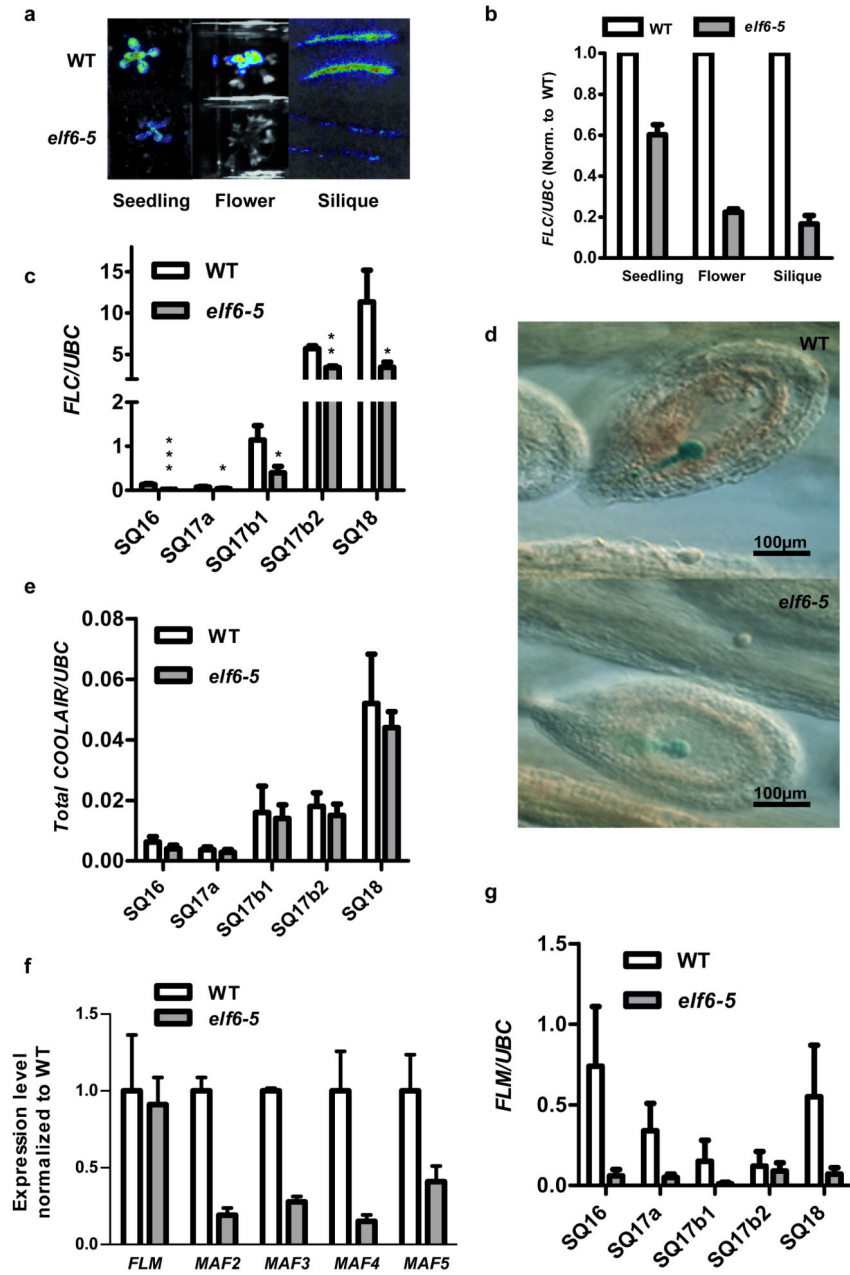 a
WT
elf6-5
Seedling Flower Silique
b
WT elf6-5
FLC/UBC (Norm. to WT)
1.0
0.8
0.6
0.4
0.2
0.0
Seedling Flower Silique
c
WT
elf6-5
FLC/UBC
15
10
5
2
1
0
***
*
*
**
*
SQ16 SQ17a SQ17b1 SQ17b2 SQ18
d
WT
100µm
elf6-5
100µm
e
WT
elf6-5
Total COOLAIR/UBC
0.08
0.06
0.04
0.02
0.00
SQ16 SQ17a SQ17b1 SQ17b2 SQ18
f
WT
elf6-5
Expression level
normalized to WT
1.5
1.0
0.5
0.0
FLM MAF2 MAF3 MAF4 MAF5
g
WT
elf6-5
FLM/UBC
1.5
1.0
0.5
0.0
SQ16 SQ17a SQ17b1 SQ17b2 SQ18